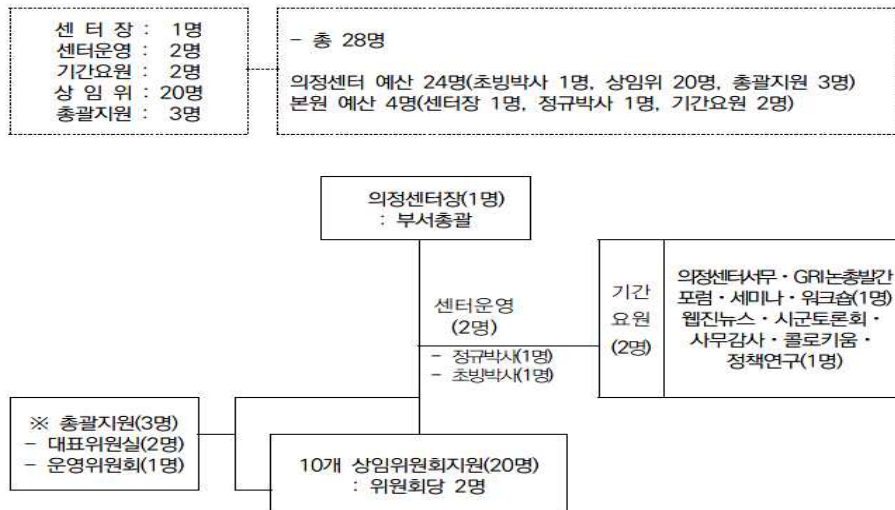 센 터 장 : 1명
센터운영 : 2명
기간요원 : 2명
상 임 위 : 20명
총괄지원 : 3명
- 총 28명
의정센터 예산 24명(초빙박사 1명, 상임위 20명, 총괄지원 3명)
본원 예산 4명(센터장 1명, 정규박사 1명, 기간요원 2명)
의정센터장(1명)
: 부서총괄
센터운영
(2명)
- 정규박사(1명)
- 초빙박사(1명)
기간
요원
(2명)
의정센터서무・GRI논총발간
포럼・세미나・워크숍(1명)
웹진뉴스・시군토론회・
사무감사・콜로키움・
정책연구(1명)
※ 총괄지원(3명)
- 대표위원실(2명)
- 운영위원회(1명)
10개 상임위원회지원(20명)
: 위원회당 2명